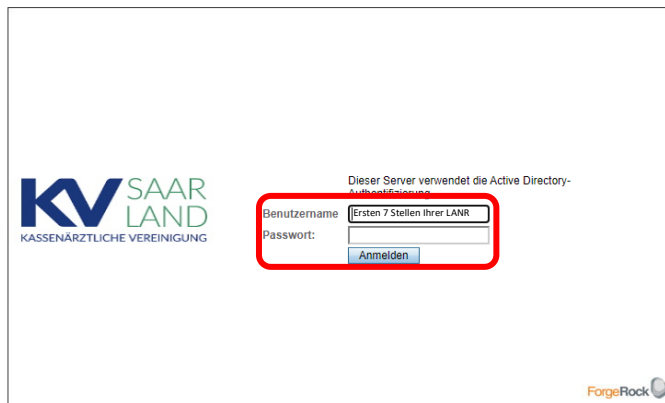 KV SAAR
LAND
KASSENÄRZTLICHE VEREINIGUNG
Dieser Server verwendet die Active Directory-
Authentifizierung
Benutzername Ersten 7 Stellen Ihrer LANR
Passwort:
Anmelden
ForgeRock